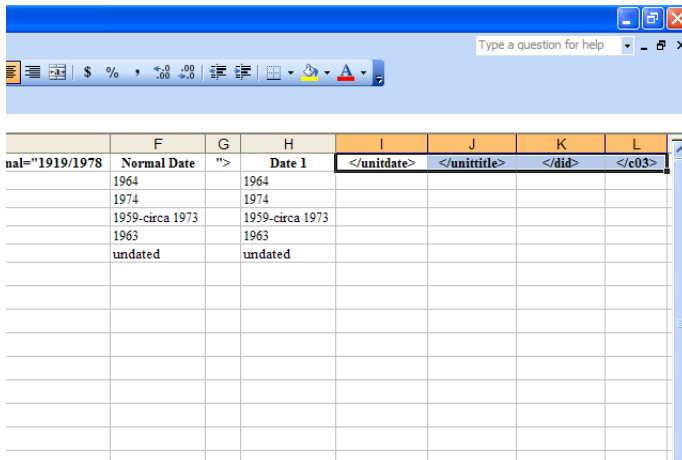 Type a question for help
$ % , .00 .00
F G H I J K L
nal="1919/1978 Normal Date "> Date 1 </unitdate> </unittitle> </did> </c03>
1964 1964
1974 1974
1959-circa 1973 1959-circa 1973
1963 1963
undated undated